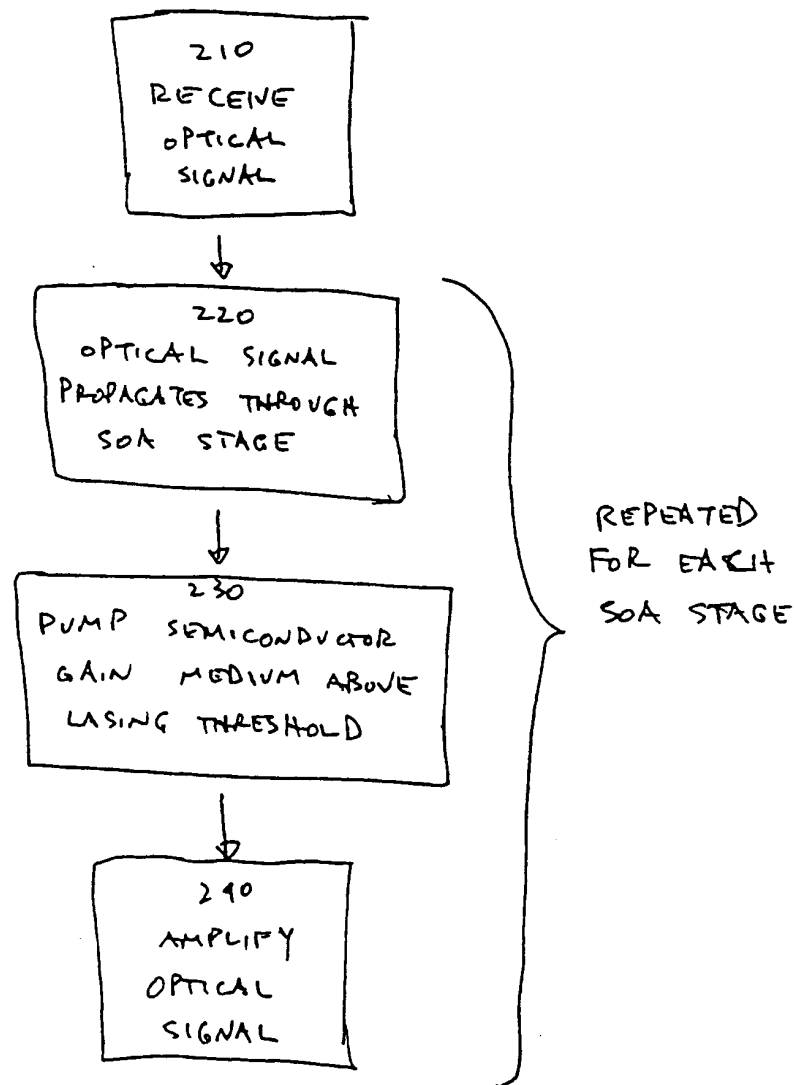 210
RECEIVE
OPTICAL
SIGNAL
220
OPTICAL SIGNAL
PROPAGATES THROUGH
SOA STAGE
230
PUMP SEMICONDUCTOR
GAIN MEDIUM ABOVE
LASING THRESHOLD
240
AMPLIFY
OPTICAL
SIGNAL
REPEATED
FOR EACH
SOA STAGE